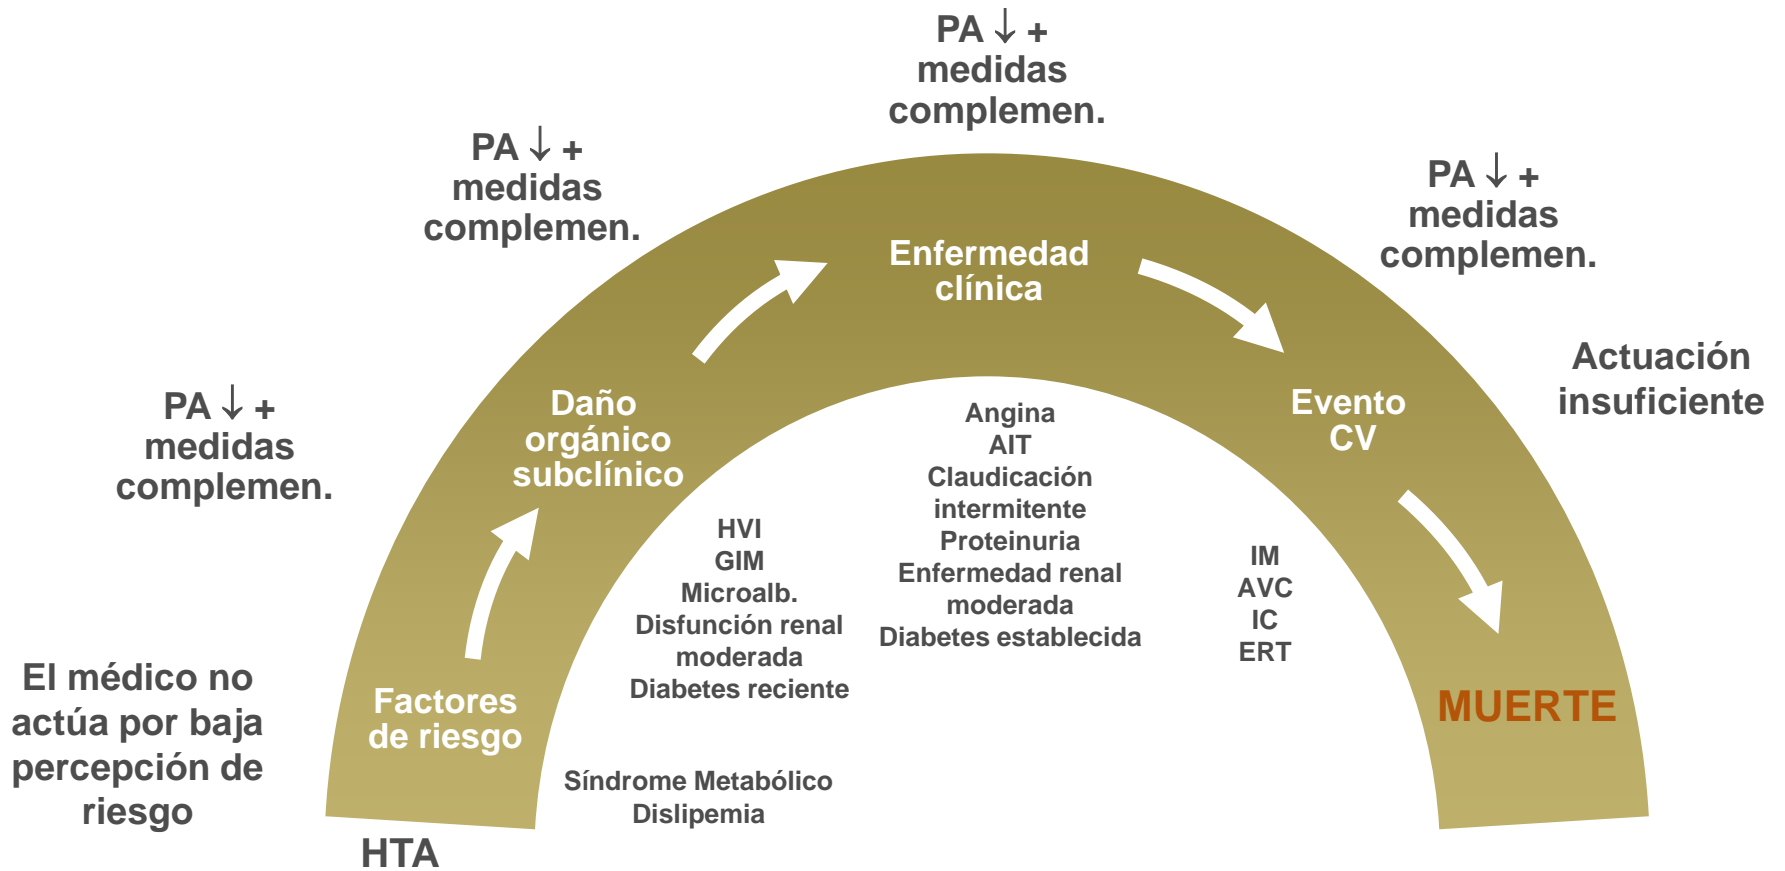 PA ↓ +
medidas
complemen.
PA ↓ +
medidas
complemen.
PA ↓ +
medidas
complemen.
PA ↓ +
medidas
complemen.
Enfermedad
clínica
Actuación
insuficiente
Daño
orgánico
subclínico
Evento
CV
Angina
AIT
Claudicación
intermitente
Proteinuria
Enfermedad renal
moderada
Diabetes establecida
HVI
GIM
Microalb.
Disfunción renal
moderada
Diabetes reciente
IM
AVC
IC
ERT
El médico no
actúa por baja
percepción de
riesgo
Factores
de riesgo
MUERTE
Síndrome Metabólico
Dislipemia
HTA